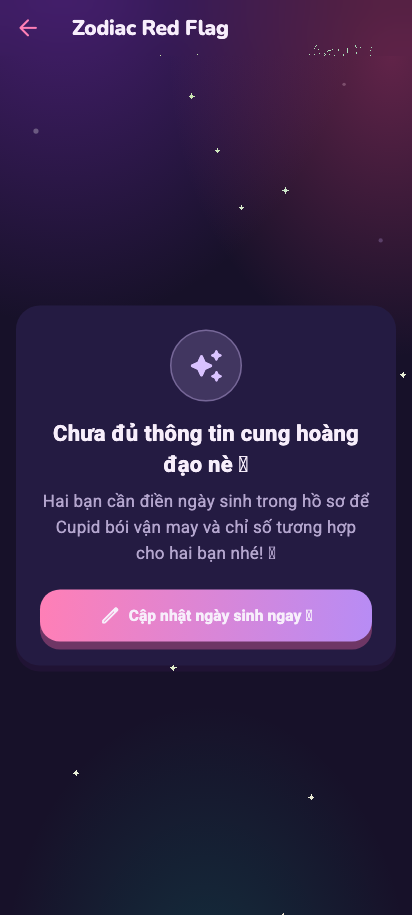 Zodiac Red Flag
Chưa đủ thông tin cung hoàng
đạo nè
Hai bạn cần điền ngày sinh trong hồ sơ để
Cupid bói vận may và chỉ số tương hợp
cho hai bạn nhé!
Cập nhật ngày sinh ngay